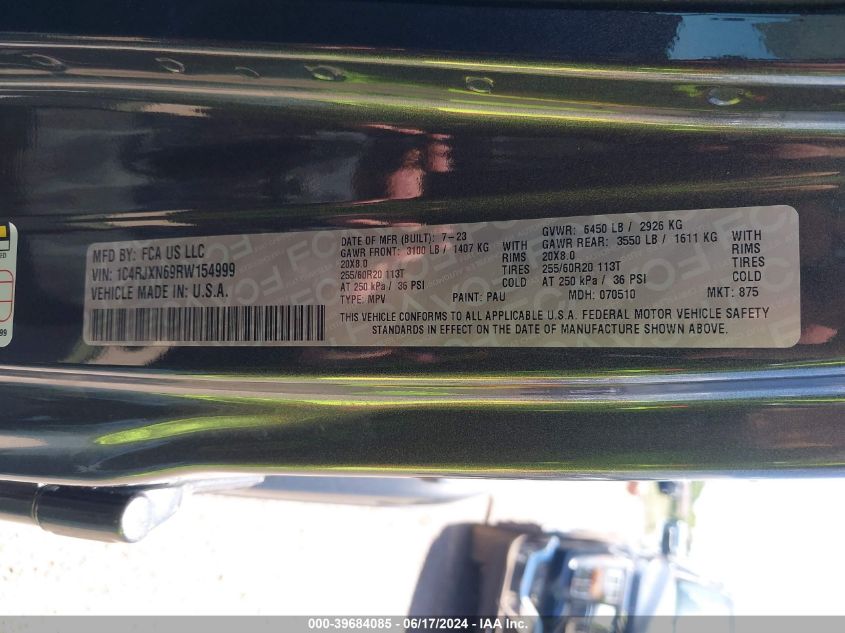 MFD BY: FCA US LLC
VIN: 1C4RJXN69RW154999
VEHICLE MADE IN: U.S.A.
DATE OF MFR (BUILT): 7-23
GAWR FRONT: 3100 LB / 1407 KG WITH
20X8.0 RIMS
255/60R20 113T TIRES
AT 250 kPa / 36 PSI COLD
TYPE: MPV PAINT: PAU
GVWR: 6450 LB / 2926 KG
GAWR REAR: 3550 LB / 1611 KG WITH
20X8.0 RIMS
255/60R20 113T TIRES
AT 250 kPa / 36 PSI COLD
MDH: 070510 MKT: 875
THIS VEHICLE CONFORMS TO ALL APPLICABLE U.S.A. FEDERAL MOTOR VEHICLE SAFETY
STANDARDS IN EFFECT ON THE DATE OF MANUFACTURE SHOWN ABOVE.
99
000-39684085 - 06/17/2024 - IAA Inc.